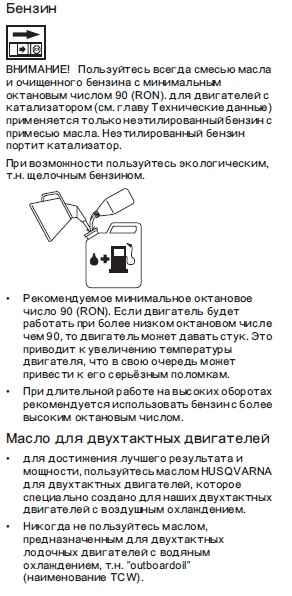 Бензин
ВНИМАНИЕ! Пользуйтесь всегда смесью масла
и очищенного бензина с минимальным
октановым числом 90 (RON). для двигателей с
катализатором (см. главу Технические данные)
применяется только неэтилированный бензин с
примесью масла. Неэтилированный бензин
портит катализатор.
При возможности пользуйтесь экологическим,
т.н. щелочным бензином.
• Рекомендуемое минимальное октановое
число 90 (RON). Если двигатель будет
работать при более низком октановом числе
чем 90, то двигатель может давать стук. Это
приводит к увеличению температуры
двигателя, что в свою очередь может
привести к его серьёзным поломкам.
• При длительной работе на высоких оборотах
рекомендуется использовать бензин с более
высоким октановым числом.
Масло для двухтактных двигателей
• для достижения лучшего результата и
мощности, пользуйтесь маслом HUSQVARNA
для двухтактных двигателей, которое
специально создано для наших двухтактных
двигателей с воздушным охлаждением.
• Никогда не пользуйтесь маслом,
предназначенным для двухтактных
лодочных двигателей с водяным
охлаждением, т.н. "outboardoil"
(наименование TCW).